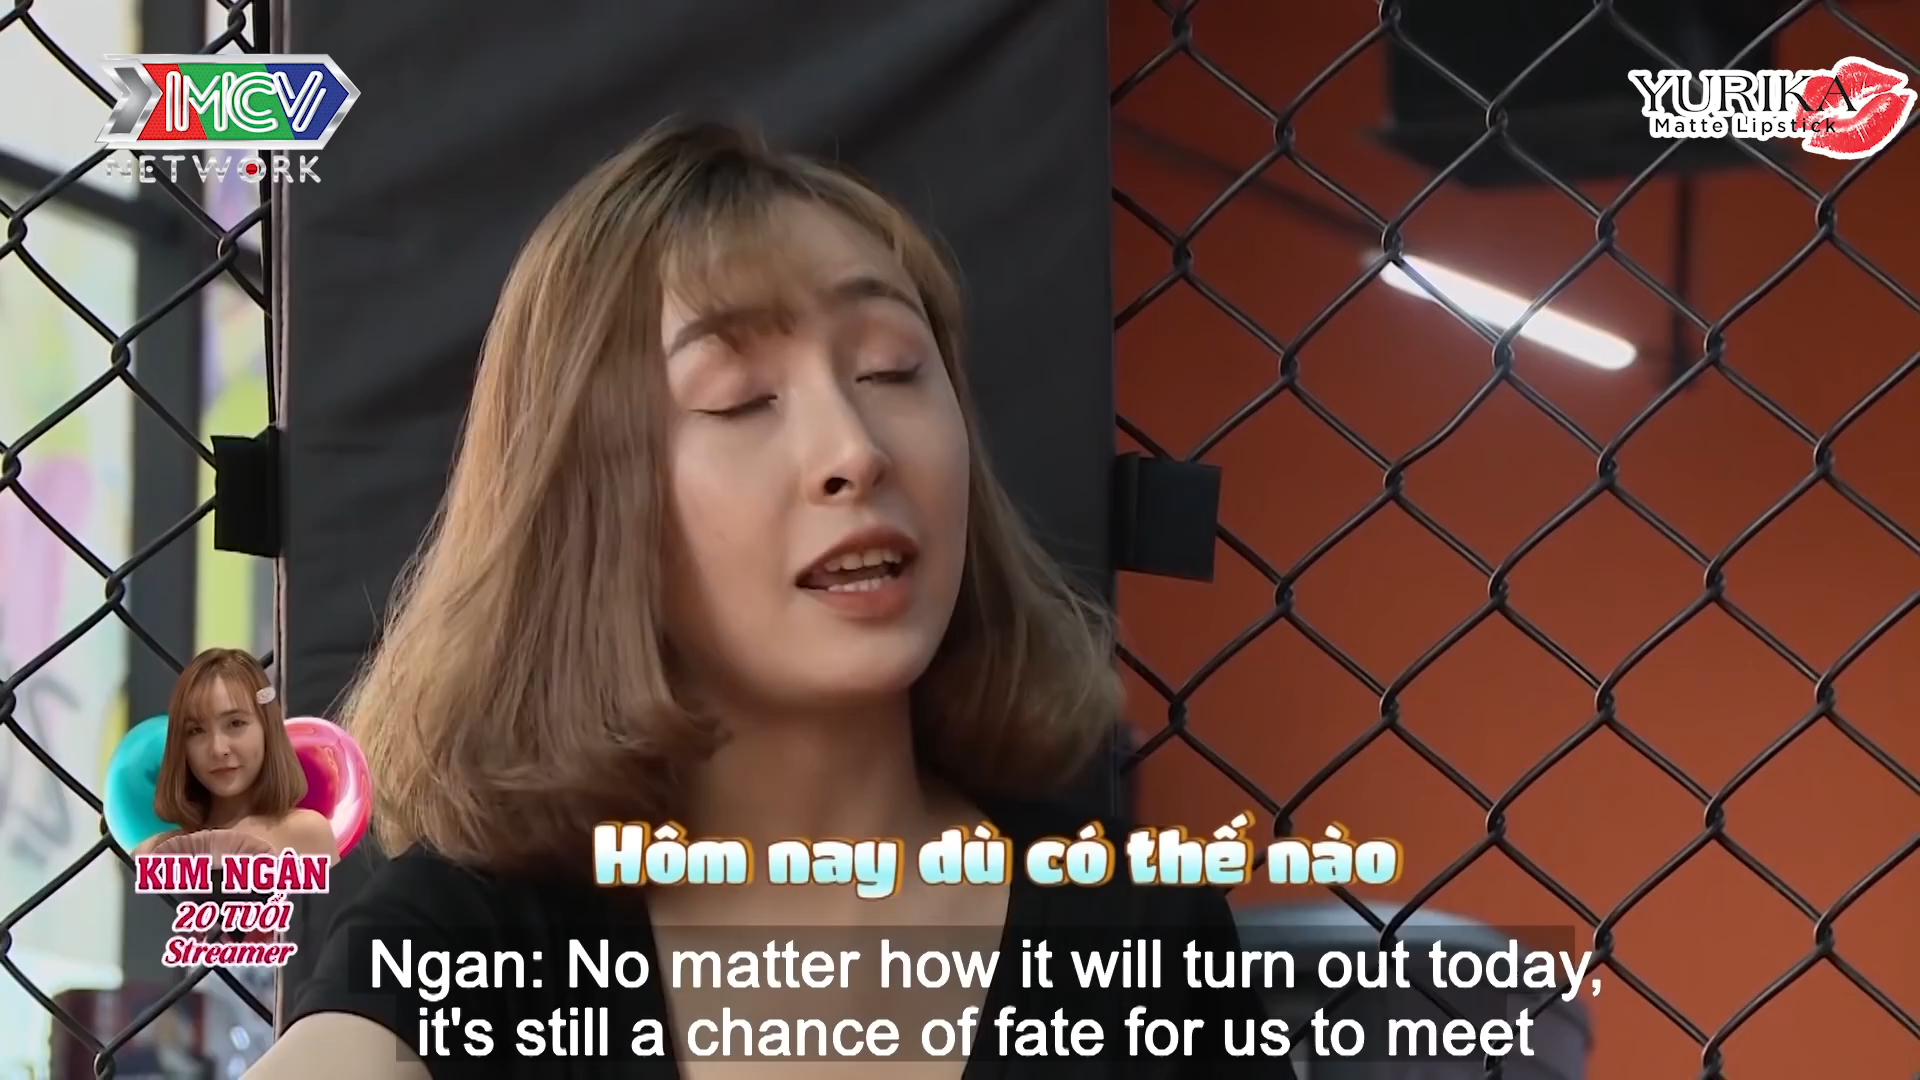 MCV
NETWORK
YURIKA
Matte Lipstick
KIM NGÂN
20 TUỔI
Streamer
Hôm nay dù có thế nào
Ngan: No matter how it will turn out today,
it's still a chance of fate for us to meet